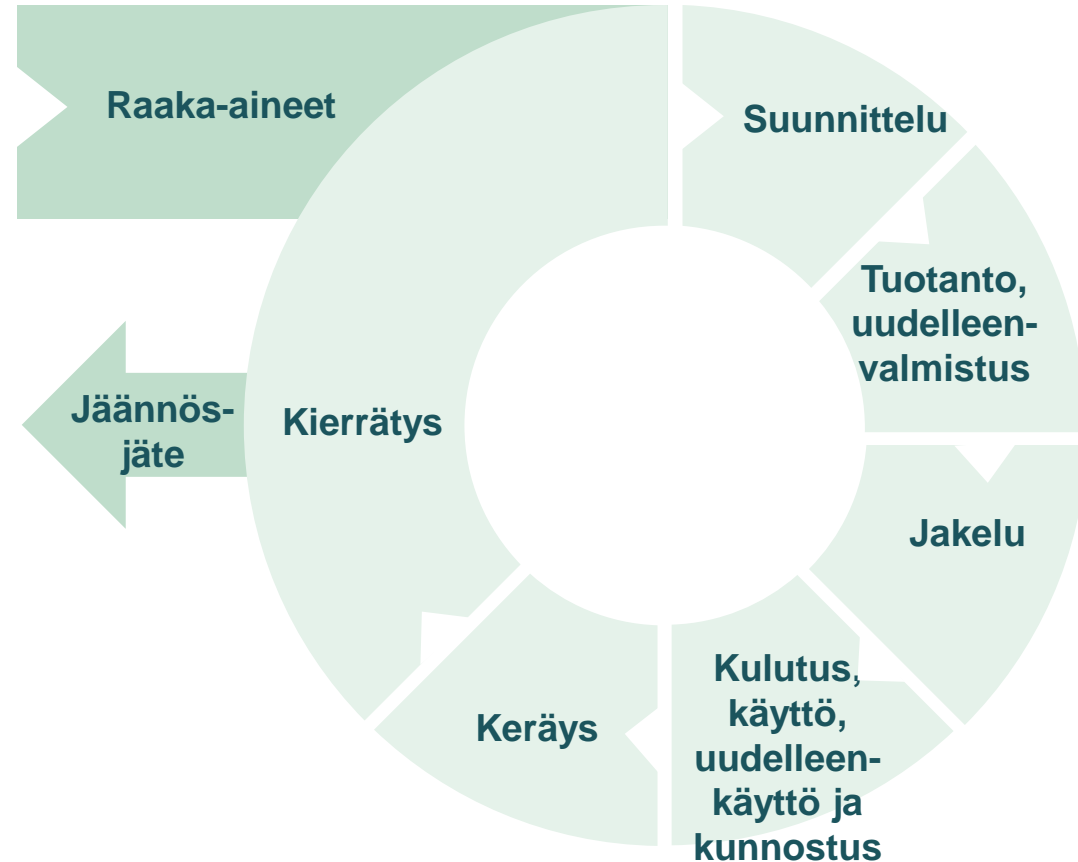 Raaka-aineet
Suunnittelu
Tuotanto,
uudelleen-
valmistus
Jakelu
Kulutus,
käyttö,
uudelleen-
käyttö ja
kunnostus
Keräys
Kierrätys
Jäännös-
jäte